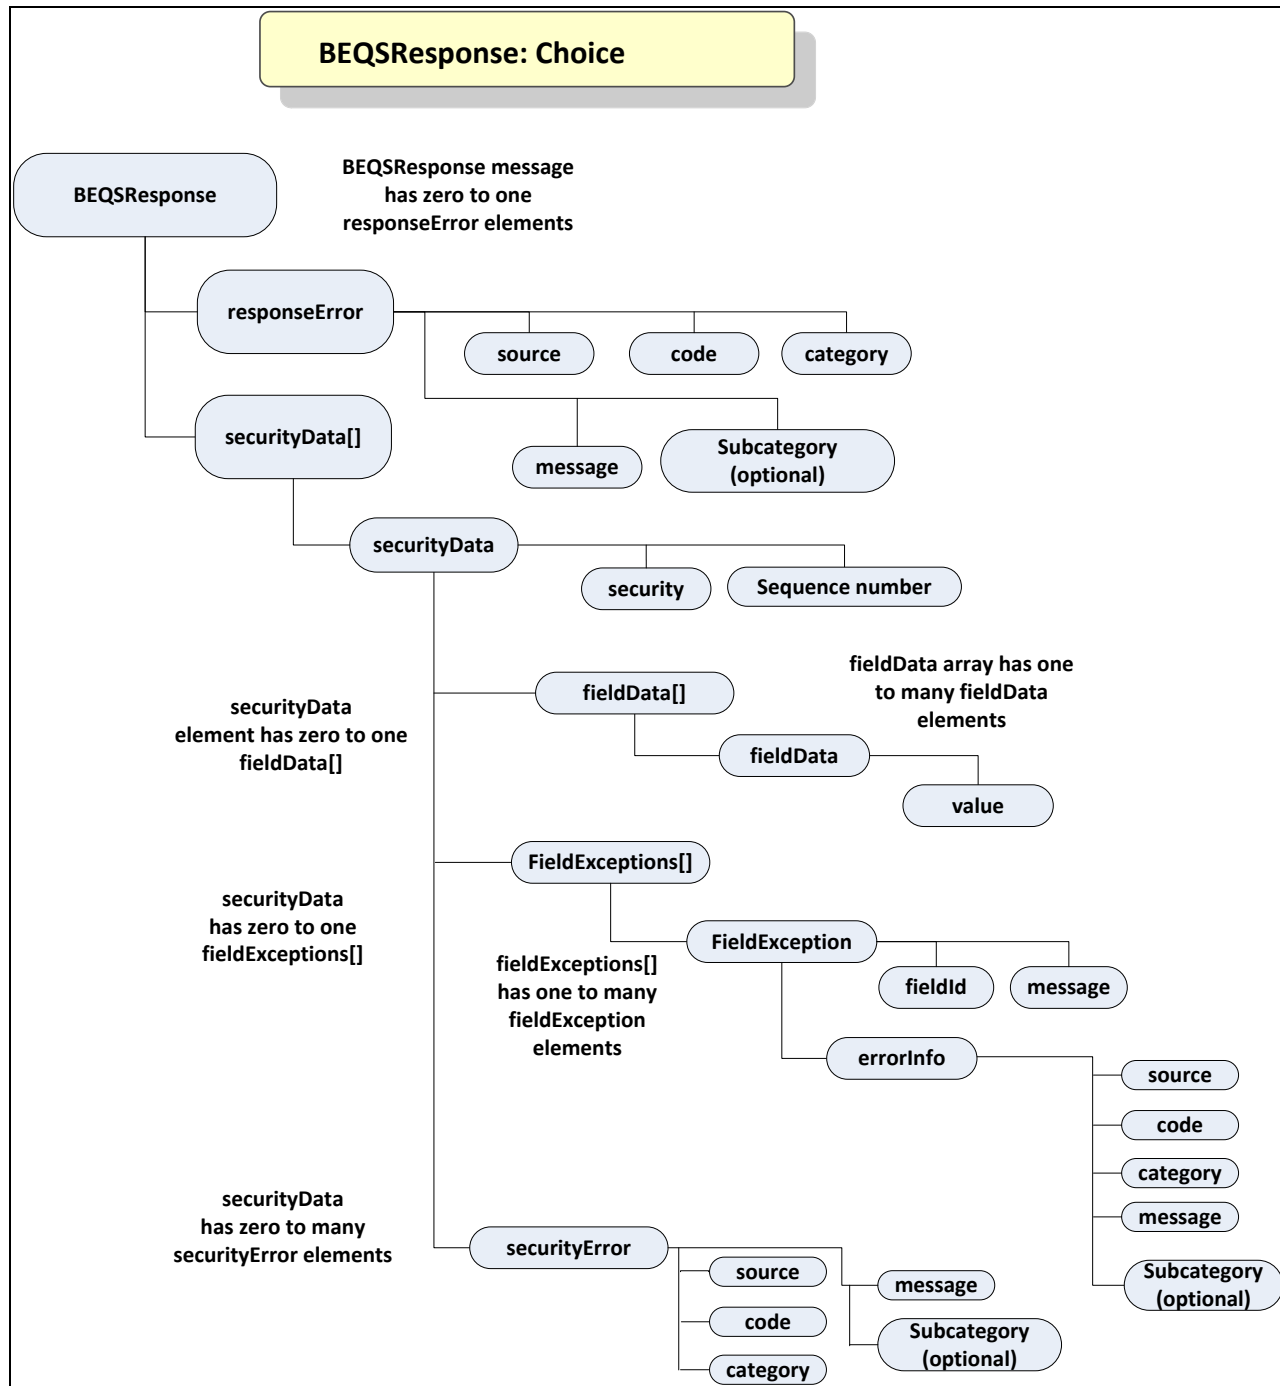 BEQSResponse: Choice
BEQSResponse
BEQSResponse message
has zero to one
responseError elements
responseError
source
code
category
securityData[]
message
Subcategory
(optional)
securityData
security
Sequence number
fieldData array has one
to many fieldData
elements
fieldData[]
securityData
element has zero to one
fieldData[]
fieldData
value
FieldExceptions[]
securityData
has zero to one
fieldExceptions[]
FieldException
fieldExceptions[]
has one to many
fieldException
elements
fieldId
message
errorInfo
source
code
category
message
Subcategory
(optional)
securityData
has zero to many
securityError elements
securityError
source
code
category
message
Subcategory
(optional)